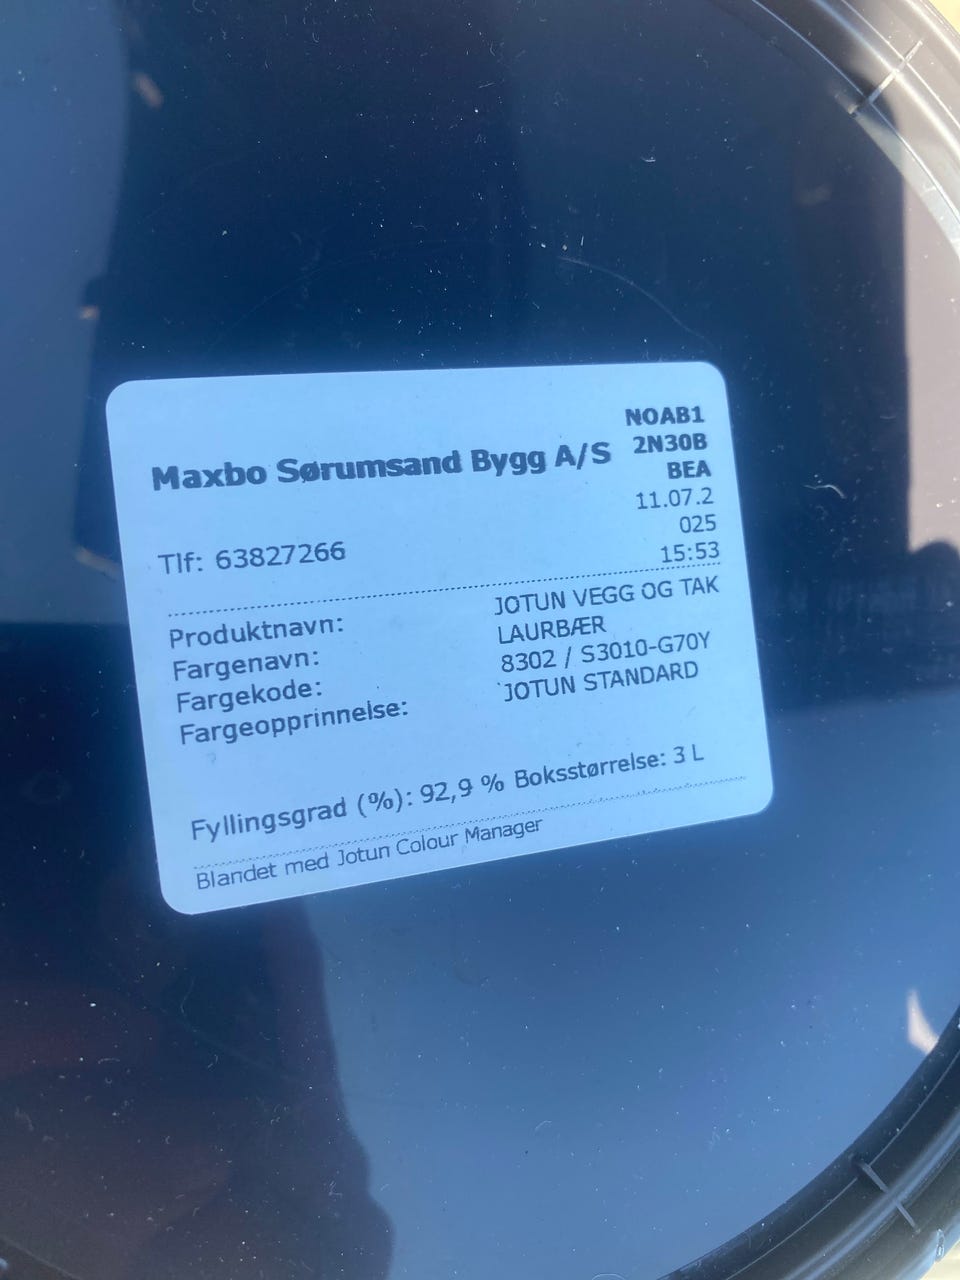 NOAB1
Maxbo Sørumsand Bygg A/S 2N30B
BEA
11.07.2
025
Tlf: 63827266 15:53
Produktnavn: JOTUN VEGG OG TAK
Fargenavn: LAURBÆR
Fargekode: 8302 / S3010-G70Y
Fargeopprinnelse: JOTUN STANDARD
Fyllingsgrad (%): 92,9 % Boksstørrelse: 3 L
Blandet med Jotun Colour Manager